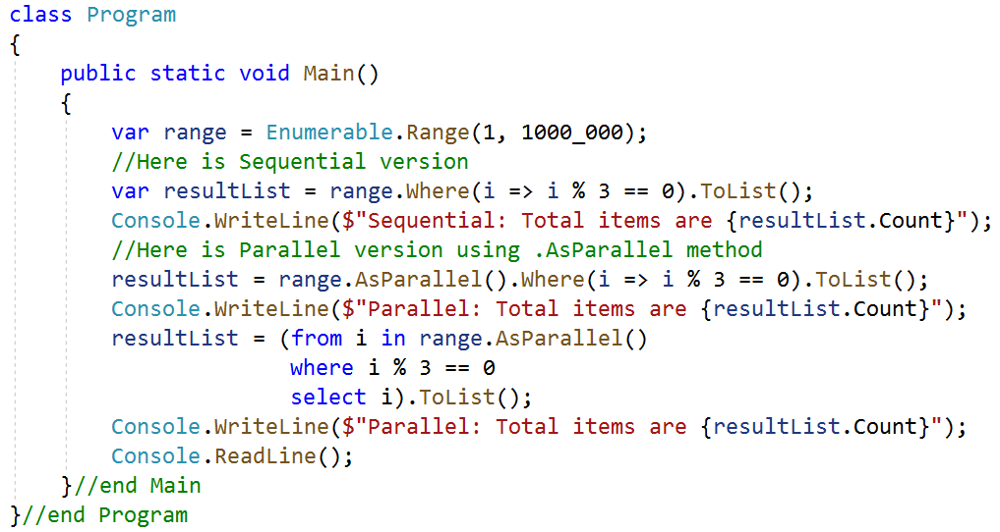 class Program
{
    public static void Main()
    {
        var range = Enumerable.Range(1, 1000_000);
        //Here is Sequential version
        var resultList = range.Where(i => i % 3 == 0).ToList();
        Console.WriteLine($"Sequential: Total items are {resultList.Count}");
        //Here is Parallel version using .AsParallel method
        resultList = range.AsParallel().Where(i => i % 3 == 0).ToList();
        Console.WriteLine($"Parallel: Total items are {resultList.Count}");
        resultList = (from i in range.AsParallel()
                      where i % 3 == 0
                      select i).ToList();
        Console.WriteLine($"Parallel: Total items are {resultList.Count}");
        Console.ReadLine();
    }//end Main
}//end Program